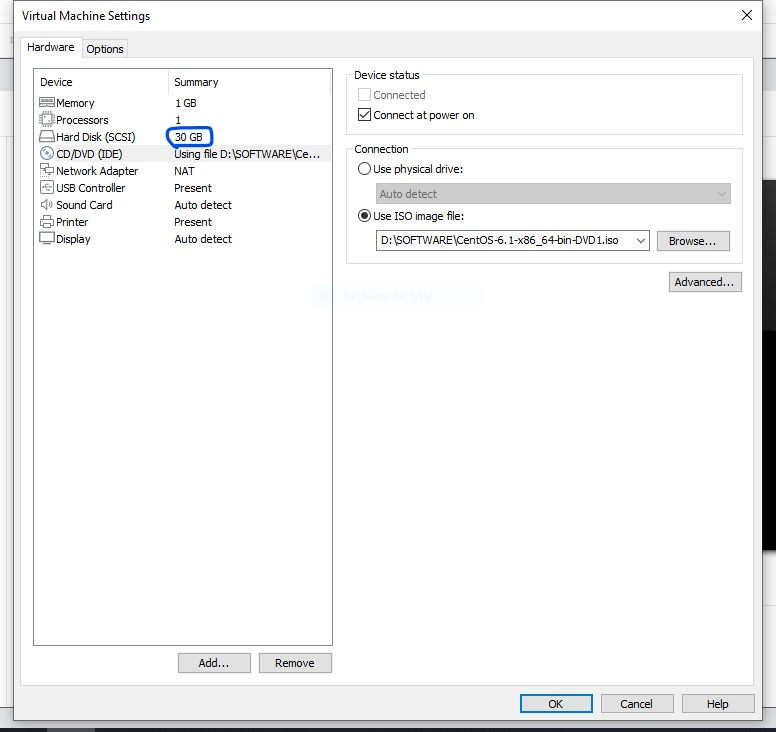 Virtual Machine Settings
Hardware Options
Device Summary
Memory 1 GB
Processors 1
Hard Disk (SCSI) 30 GB
CD/DVD (IDE) Using file D:\SOFTWARE\Ce...
Network Adapter NAT
USB Controller Present
Sound Card Auto detect
Printer Present
Display Auto detect
Add... Remove
Device status
Connected
Connect at power on
Connection
Use physical drive:
Auto detect
Use ISO image file:
D:\SOFTWARE\CentOS-6.1-x86_64-bin-DVD1.iso Browse...
Advanced...
Rectangular Snip
OK Cancel Help